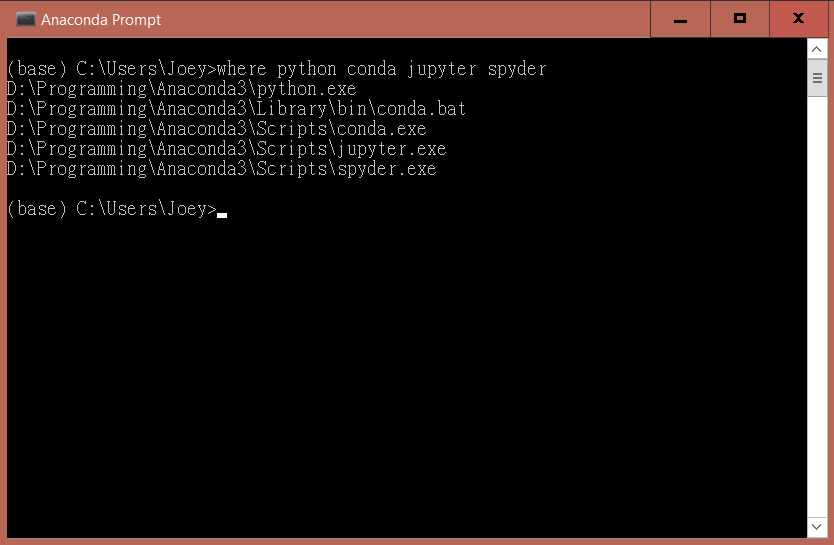 Anaconda Prompt
(base) C:\Users\Joey>where python conda jupyter spyder
D:\Programming\Anaconda3\python.exe
D:\Programming\Anaconda3\Library\bin\conda.bat
D:\Programming\Anaconda3\Scripts\conda.exe
D:\Programming\Anaconda3\Scripts\jupyter.exe
D:\Programming\Anaconda3\Scripts\spyder.exe
(base) C:\Users\Joey>